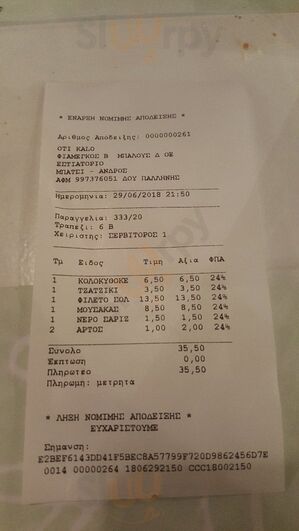 Sluurpy
* ΕΝΑΡΞΗ ΝΟΜΙΜΗΣ ΑΠΟΔΕΙΞΗΣ *
Αριθμος Αποδειξης: 0000000261
ΟΤΙ ΚΑLO
ΦΙΑΜΕΓΚΟΣ Β ΜΠΛΟΥΣ Δ ΟΕ
ΕΣΤΙΑΤΟΡΙΟ
ΜΠΑΤΣΙ - ΑΝΔΡΟΣ
ΑΦΜ 997376051 ΔΟΥ ΠΑΛΛΗΝΗΣ
Ημερομηνια: 29/06/2018 21:50
Παραγγελια: 333/20
Τραπεζι: 6 Β
Χειριστης: ΣΕΡΒΙΤΟΡΟΣ 1
Τμ Ειδος Τιμη Αξια ΦΠΑ
1 ΚΟΛΟΚΥΘΟΚΕ 6,50 6,50 24%
1 ΤΖΑΤΖΙΚΙ 3,50 3,50 24%
1 ΦΙΛΕΤΟ ΣΟΛ 13,50 13,50 24%
1 ΜΟΥΣΑΚΑΣ 8,50 8,50 24%
1 ΝΕΡΟ ΣΑΡΙΖ 1,50 1,50 24%
2 ΑΡΤΟΣ 1,00 2,00 24%
Συνολο 35,50
Εκπτωση 0,00
Πληρωτεο 35,50
Πληρωμη: μετρητα
* ΛΗΞΗ ΝΟΜΙΜΗΣ ΑΠΟΔΕΙΞΗΣ *
ΕΥΧΑΡΙΣΤΟΥΜΕ
Σημανση:
E2BEF6143DD41F5BEC8A57799F720D9862456D7E
0014 00000264 1806292150 CCC18002150